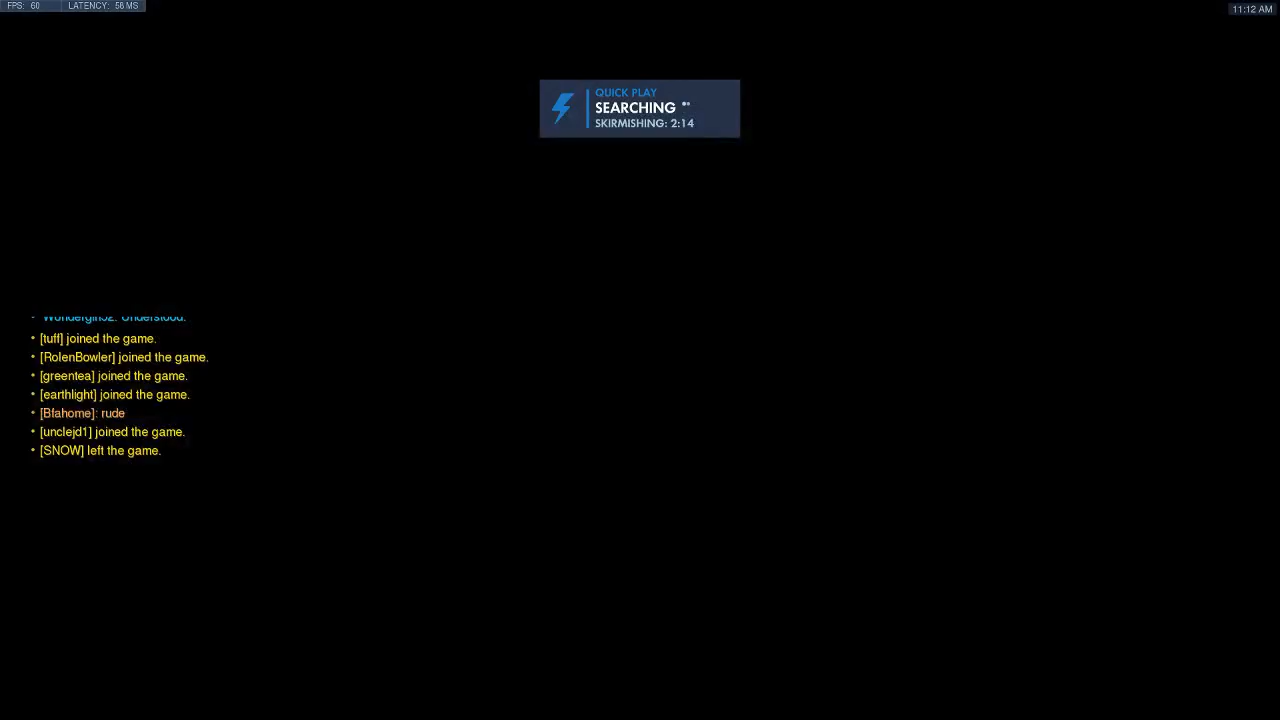 FPS: 60 LATENCY: 56 MS
11:12 AM
QUICK PLAY
SEARCHING
SKIRMISHING: 2:14
Understood.
[tuff] joined the game.
[RolenBowler] joined the game.
[greentea] joined the game.
[earthlight] joined the game.
[Bfahome]: rude
[unclejd1] joined the game.
[SNOW] left the game.